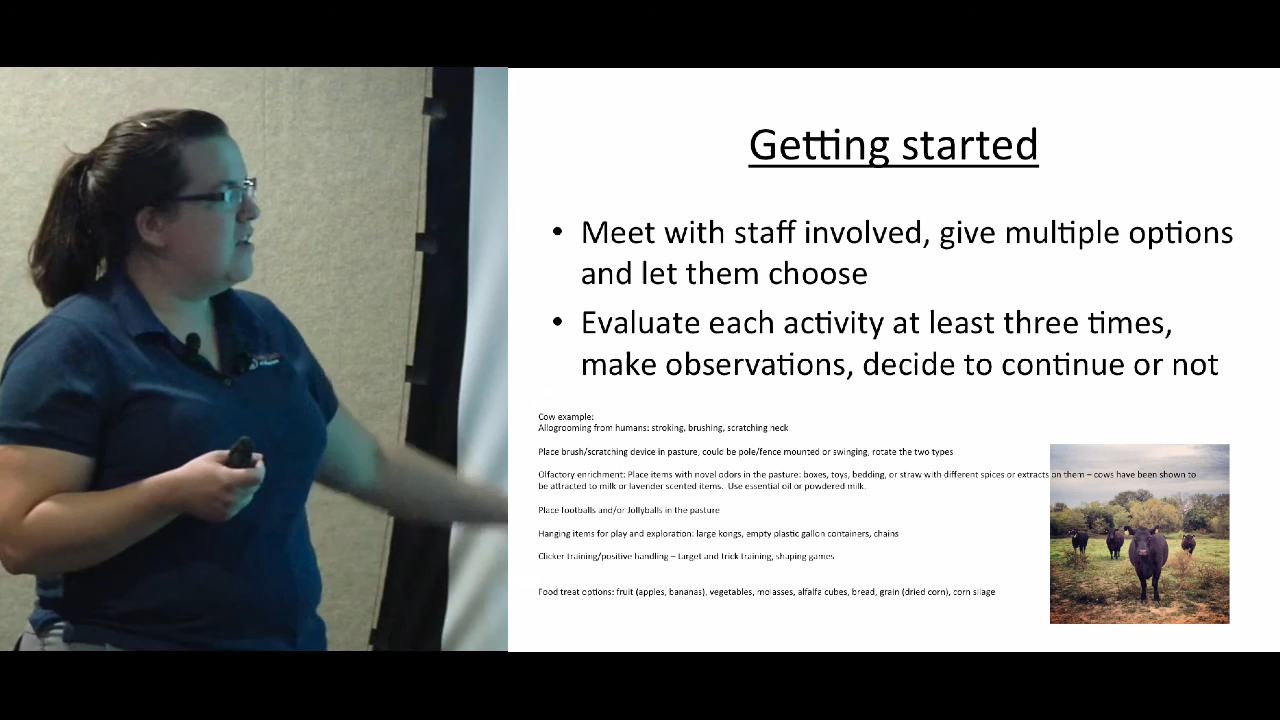 Getting started
• Meet with staff involved, give multiple options
and let them choose
• Evaluate each activity at least three times,
make observations, decide to continue or not
Cow example:
Allogrooming from humans: stroking, brushing, scratching neck
Place brush/scratching device in pasture, could be pole/fence mounted or swinging, rotate the two types
Olfactory enrichment: Place items with novel odors in the pasture: boxes, toys, bedding, or straw with different spices or extracts on them – cows have been shown to
be attracted to milk or lavender scented items. Use essential oil or powdered milk.
Place footballs and/or Jollyballs in the pasture
Hanging items for play and exploration: large kongs, empty plastic gallon containers, chains
Clicker training/positive handling – target and trick training, shaping games
Food treat options: fruit (apples, bananas), vegetables, molasses, alfalfa cubes, bread, grain (dried corn), corn silage